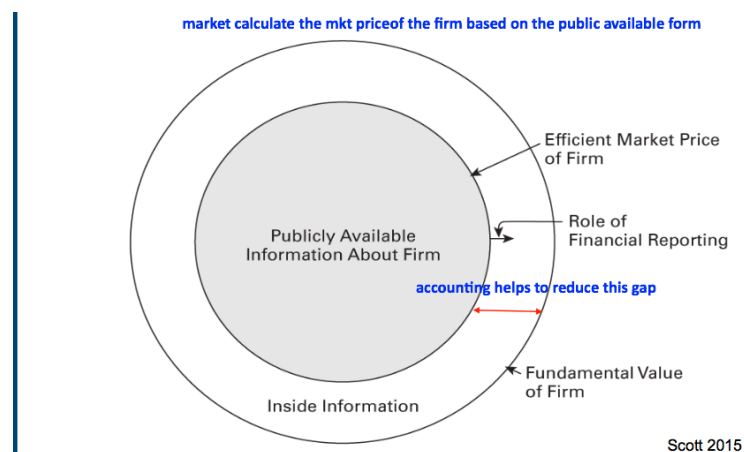 market calculate the mkt priceof the firm based on the public available form
Efficient Market Price
of Firm
Role of
Financial Reporting
Publicly Available
Information About Firm
accounting helps to reduce this gap
Fundamental Value
of Firm
Inside Information
Scott 2015